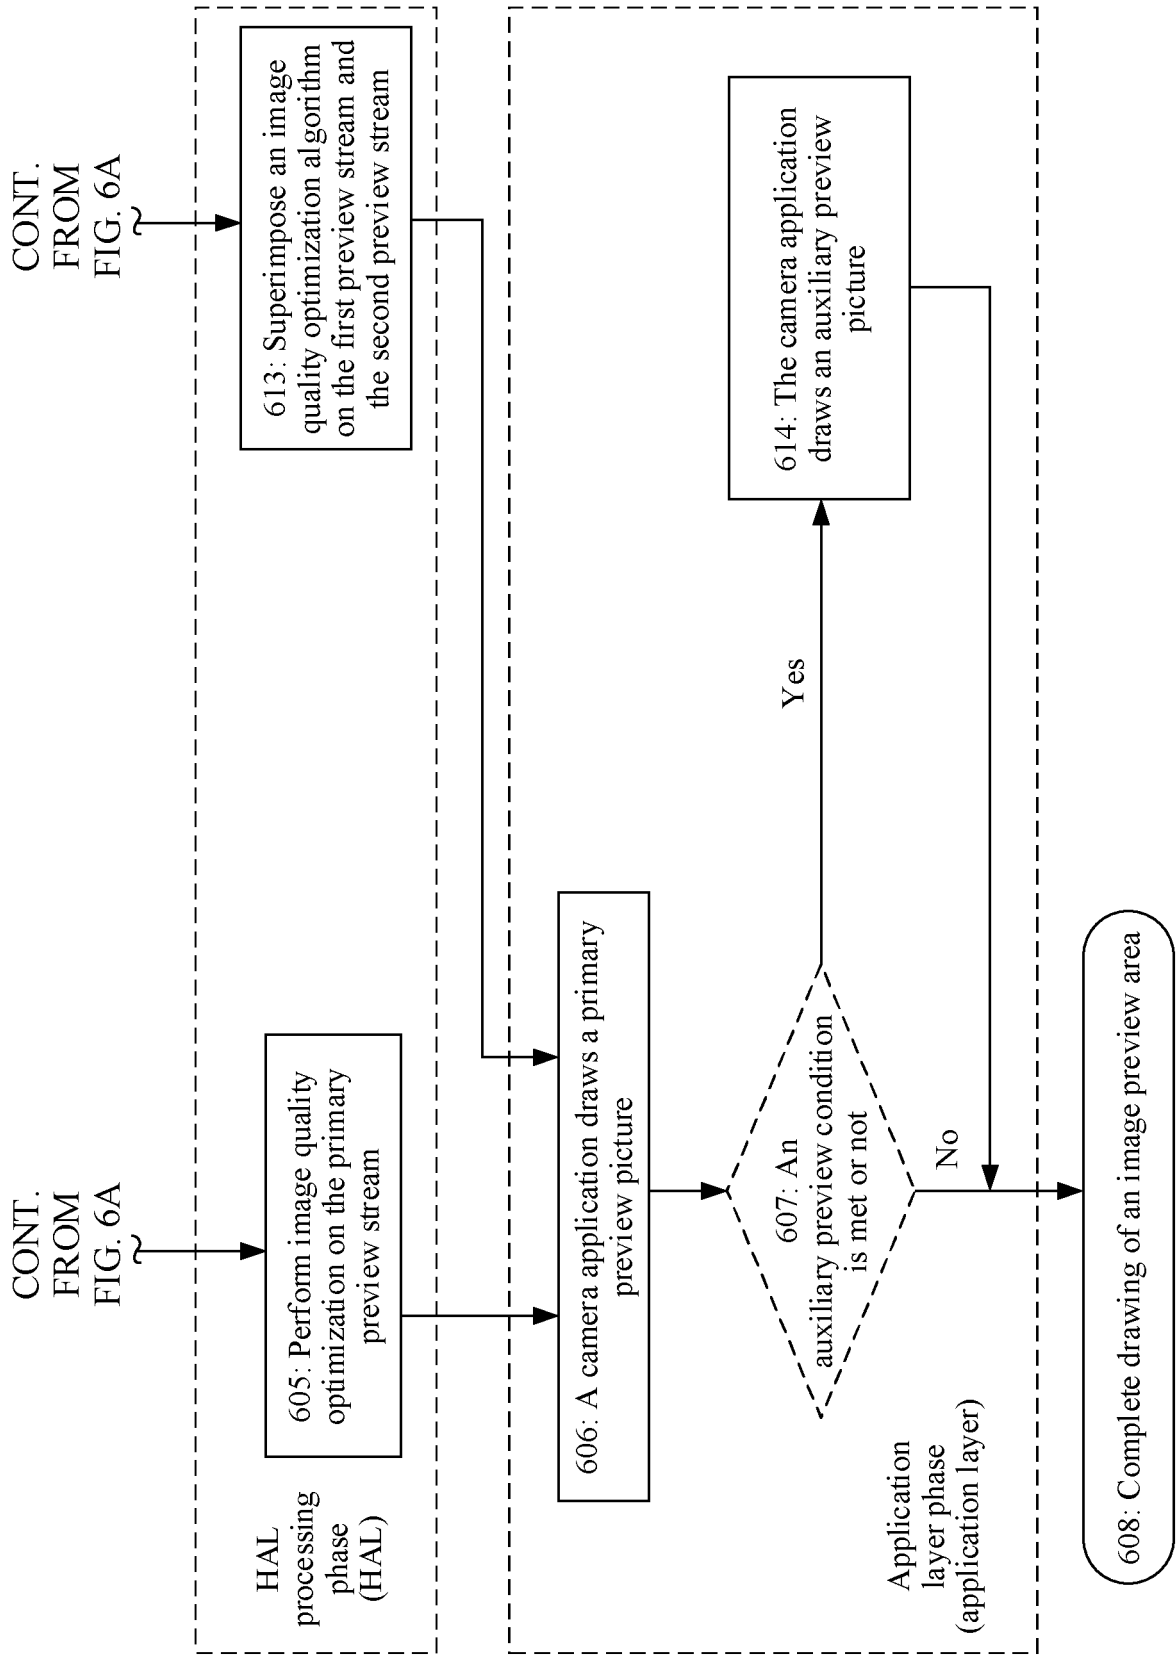 CONT.
FROM
FIG. 6A
CONT.
FROM
FIG. 6A
HAL
processing
phase
(HAL)
605: Perform image quality
optimization on the primary
preview stream
613: Superimpose an image
quality optimization algorithm
on the first preview stream and
the second preview stream
606: A camera application draws a primary
preview picture
607: An
auxiliary preview condition
is met or not
Yes
614: The camera application
draws an auxiliary preview
picture
No
Application
layer phase
(application layer)
608: Complete drawing of an image preview area